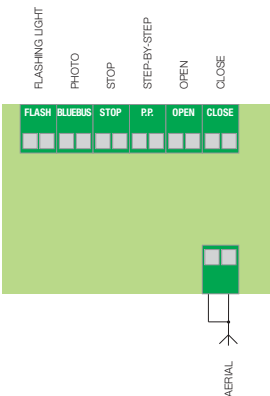 FLASHING LIGHT
PHOTO
STOP
STEP-BY-STEP
OPEN
CLOSE
FLASH
BLUEBUS
STOP
P.P.
OPEN
CLOSE
AERIAL